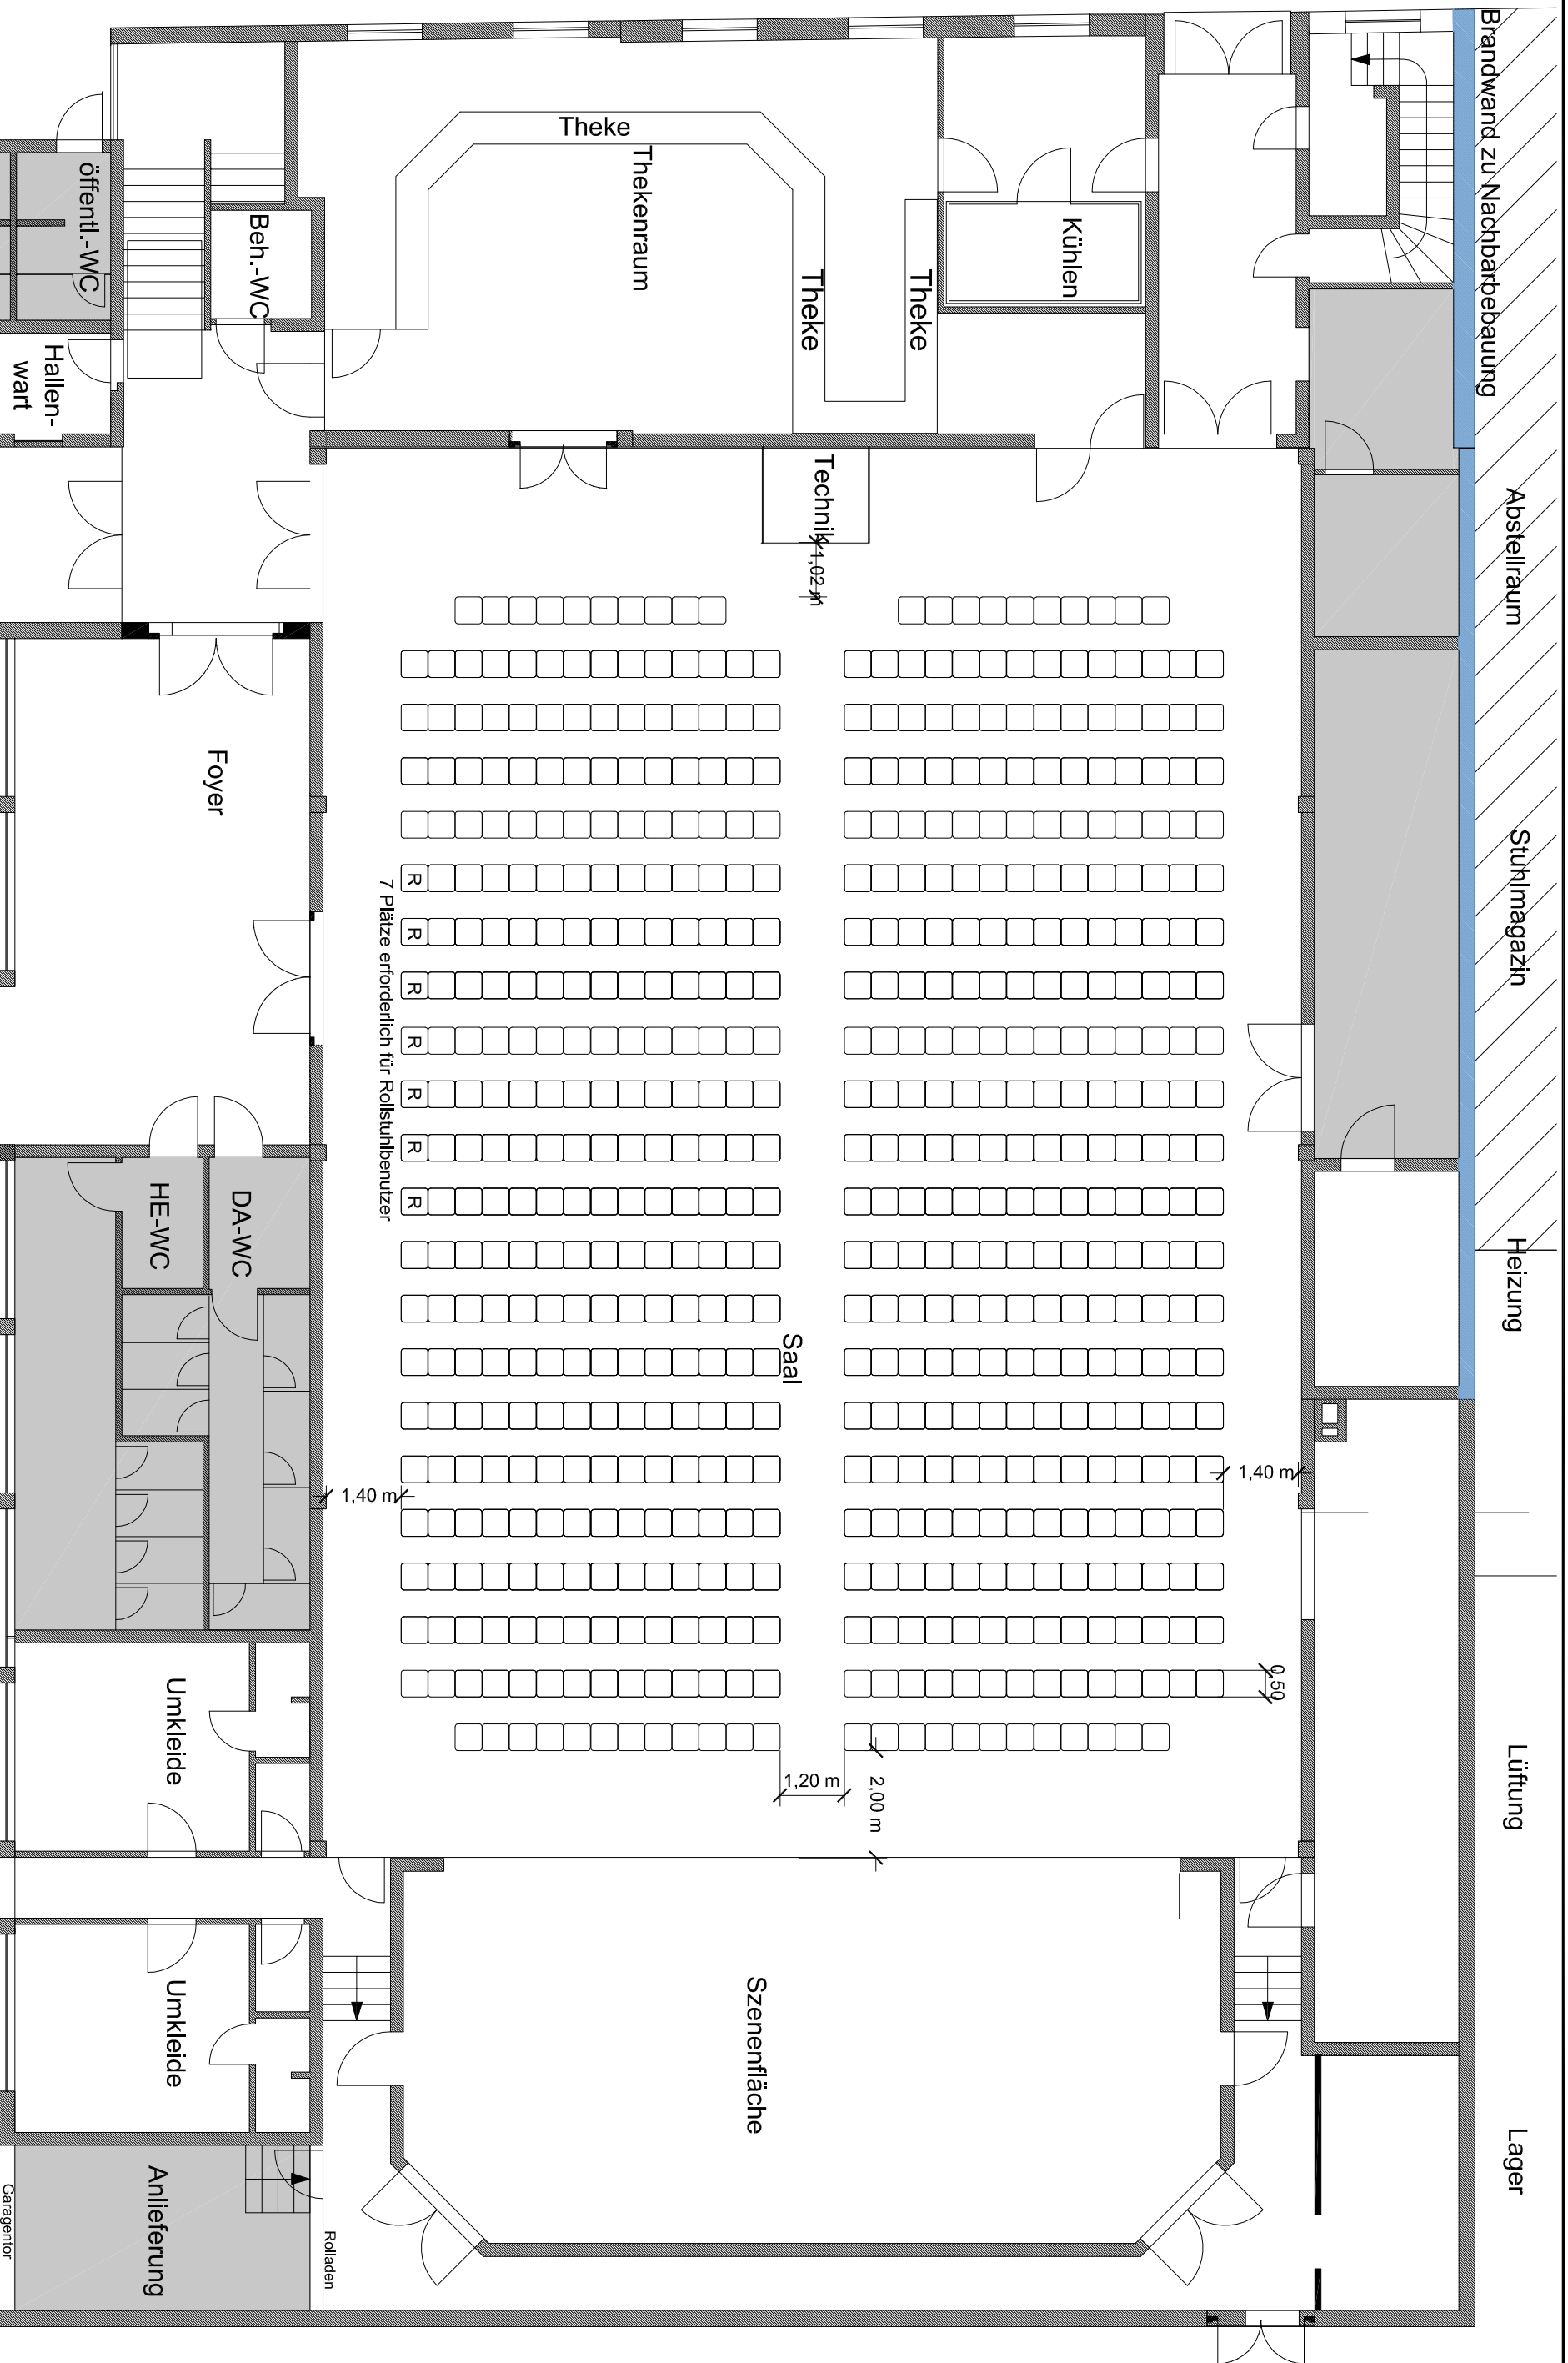 Brandwand zu Nachbarbebauung
Abstellraum
Stuhlmagazin
Heizung
Lüftung
Lager
Theke
Thekenraum
Theke
Theke
Kühlen
öffentl.-WC
Beh.-WC
Hallen-
wart
Technik
1,02 m
Foyer
R
R
R
R
R
R
R
7 Plätze erforderlich für Rollstuhlbenutzer
HE-WC
DA-WC
Saal
1,40 m
1,40 m
0,50
1,20 m
2,00 m
Umkleide
Umkleide
Szenenfläche
Anlieferung
Rolladen
Garagentor